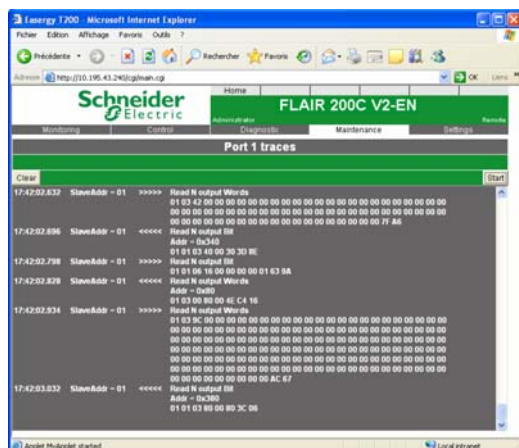 Easergy T200 - Microsoft Internet Explorer
Fichier Edition Affichage Favoris Outils ?
Précédente Rechercher Favoris
Adresse http://10.195.43.240/cgi/main.cgi OK Liens
Schneider Electric
Home
FLAIR 200C V2-EN
Administrator Remote
Monitoring Control Diagnostic Maintenance Settings
Port 1 traces
Clear Start
17:42:02.632 SlaveAddr - 01 >>>>> Read N output Words
01 03 42 00 00 00 00 00 00 00 00 00 00 00 00 00 00 00 00 00 00 00
00 00 00 00 00 00 00 00 00 00 00 00 00 00 00 00 00 00 00 00 00 00
00 00 00 00 00 00 00 00 00 00 00 00 00 00 00 00 00 7F A6
17:42:02.696 SlaveAddr - 01 <<<<< Read N output Bit
Addr - 0x340
01 01 03 40 00 30 3D 8E
17:42:02.798 SlaveAddr - 01 >>>>> Read N output Bit
01 01 06 16 00 00 00 00 01 63 9A
17:42:02.828 SlaveAddr - 01 <<<<< Read N output Words
Addr - 0x80
01 03 00 80 00 4E C4 16
17:42:02.934 SlaveAddr - 01 >>>>> Read N output Words
01 03 9C 00 00 00 00 00 00 00 00 00 00 00 00 00 00 00 00 00 00 00
00 00 00 00 00 00 00 00 00 00 00 00 00 00 00 00 00 00 00 00 00 00
00 00 00 00 00 00 00 00 00 00 00 00 00 00 00 00 00 00 00 00 00 00
00 00 00 00 00 00 00 00 00 00 00 00 00 00 00 00 00 00 00 00 00 00
00 00 00 00 00 00 00 00 00 00 00 00 00 00 00 00 00 00 00 00 00 00
00 00 00 00 00 00 00 00 00 00 00 00 00 00 00 00 00 00 00 00 00 00
00 00 00 00 00 00 00 00 00 00 AC 67
17:42:03.032 SlaveAddr - 01 <<<<< Read N output Bit
Addr - 0x380
01 01 03 80 00 80 3C 06
Applet MyApplet started Local intranet